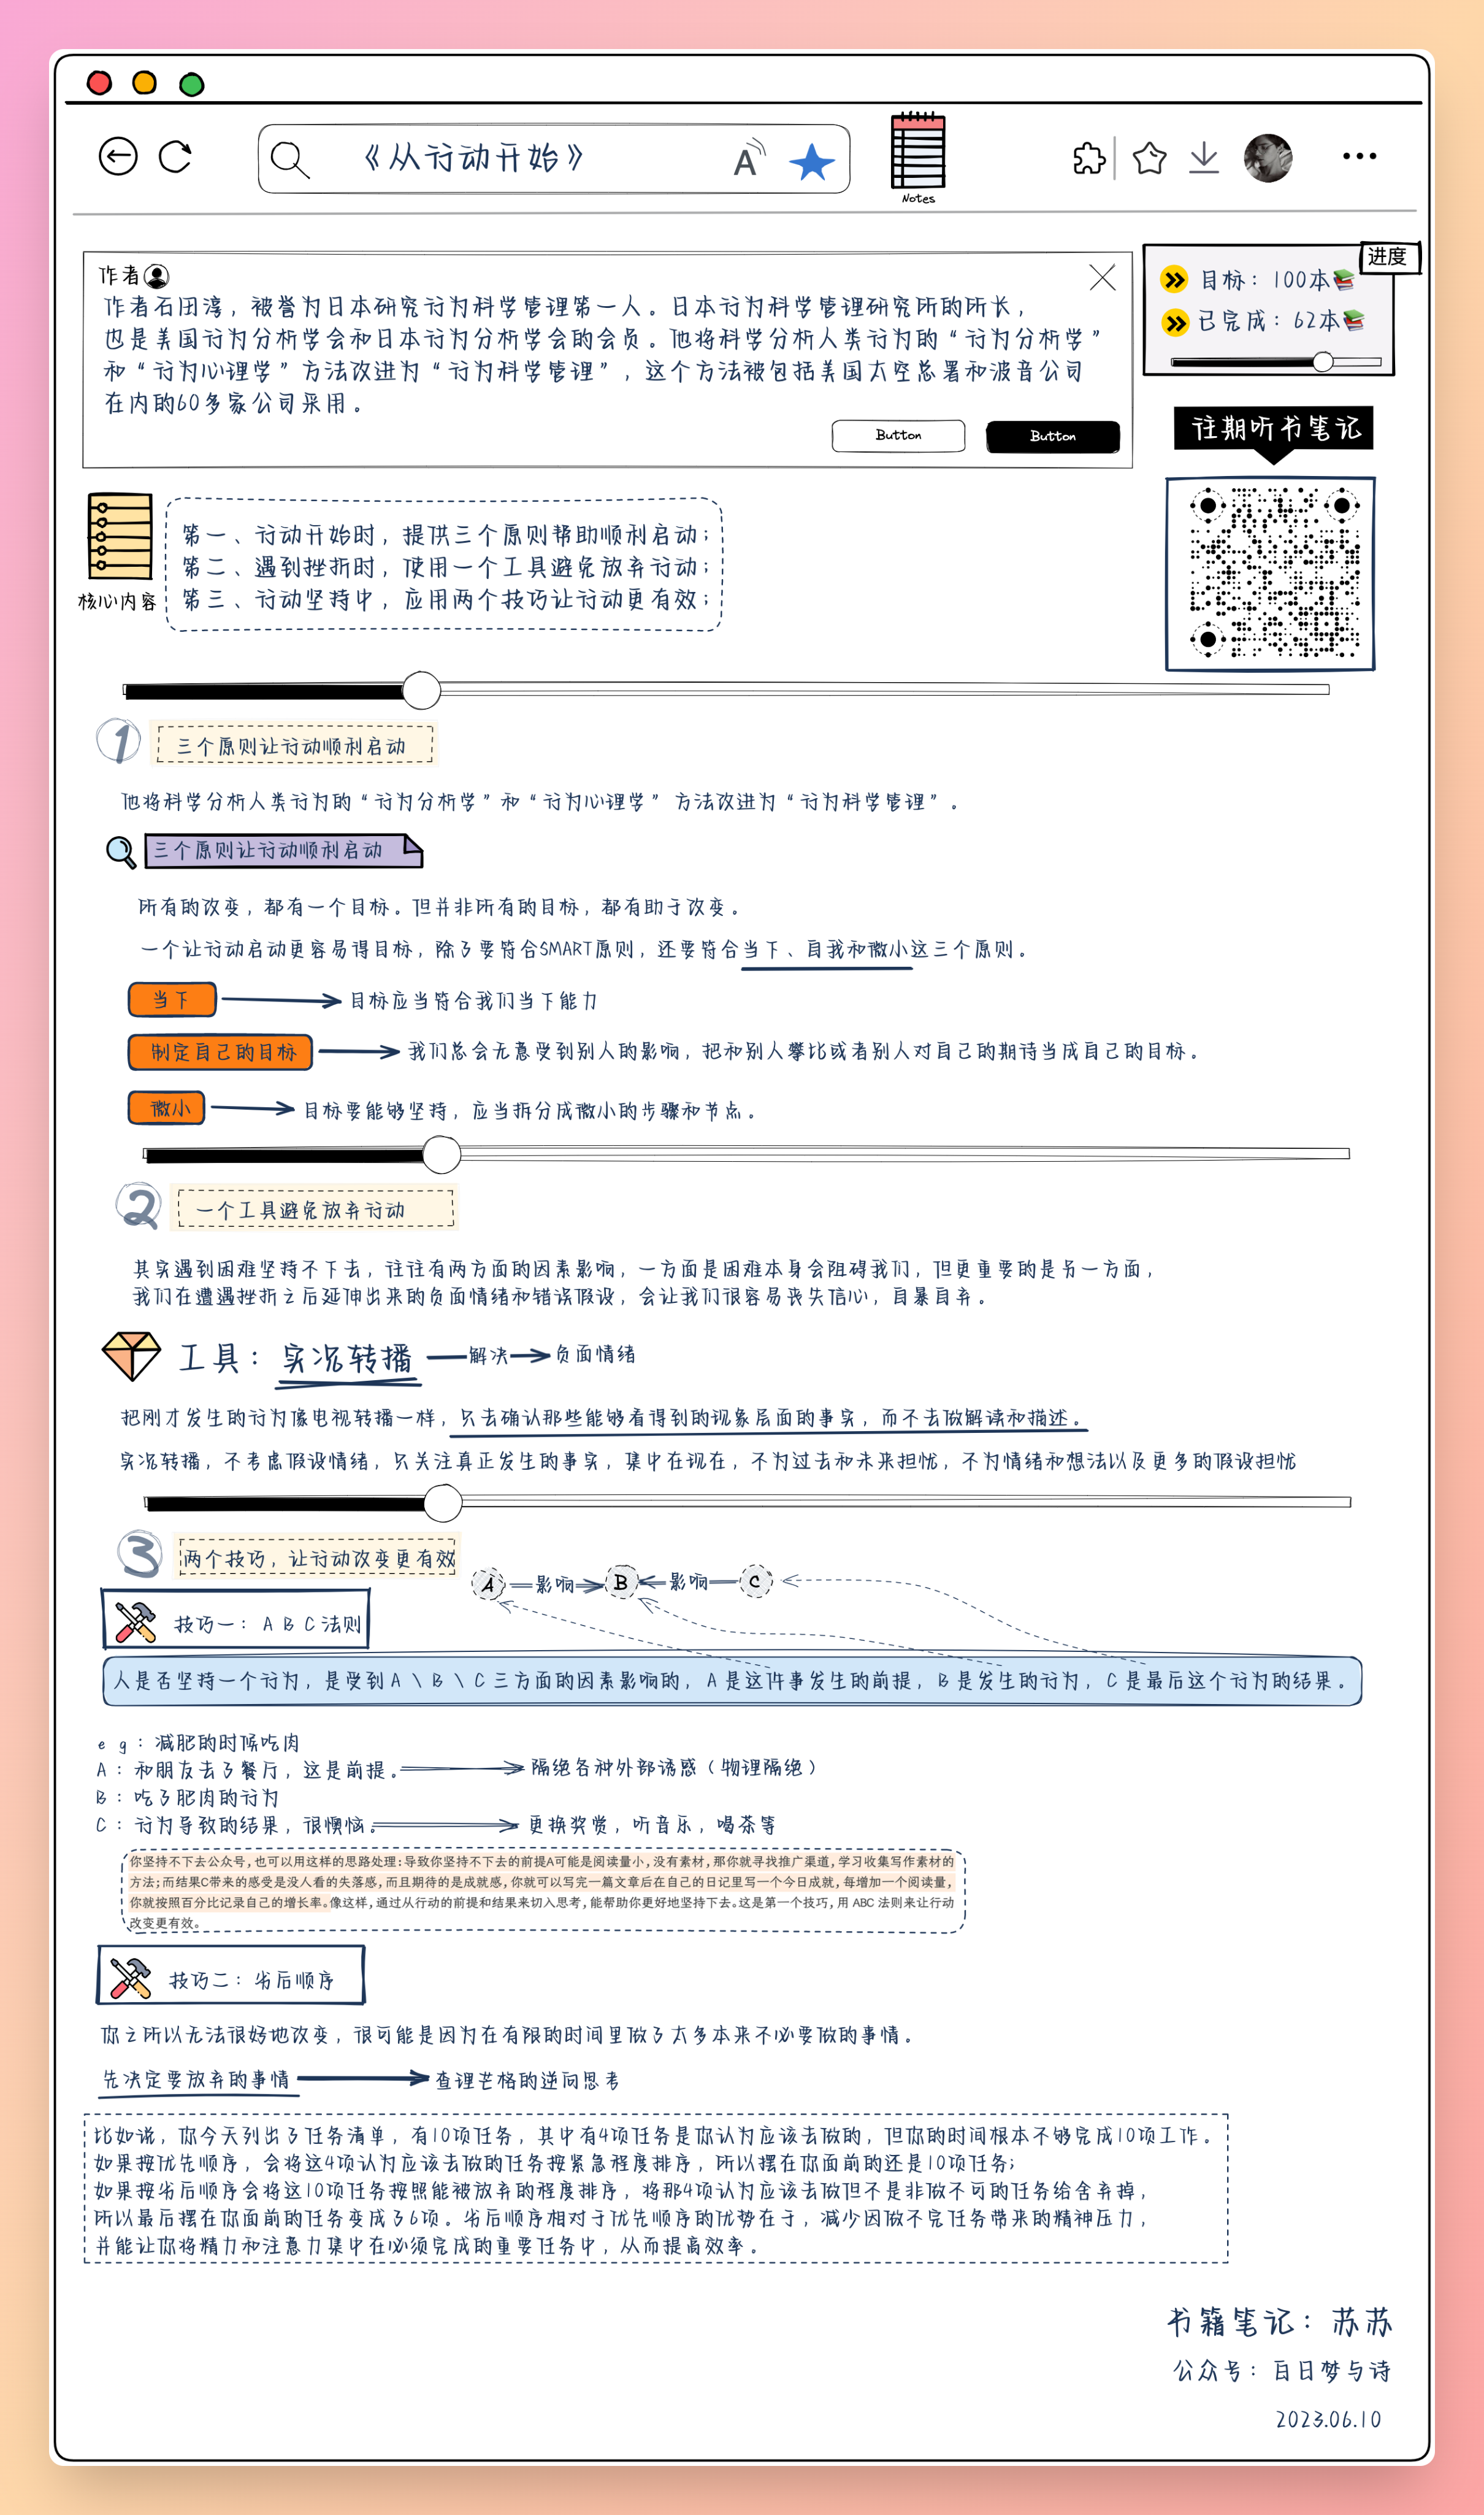 《从行动开始》
A
Notes
作者
作者石田淳，被誉为日本研究行为科学管理第一人。日本行为科学管理研究所的所长，
也是美国行为分析学会和日本行为分析学会的会员。他将科学分析人类行为的“行为分析学”
和“行为心理学”方法改进为“行为科学管理”，这个方法被包括美国太空总署和波音公司
在内的60多家公司采用。
Button
Button
进度
目标：100本
已完成：62本
往期听书笔记
核心内容
第一、行动开始时，提供三个原则帮助顺利启动；
第二、遇到挫折时，使用一个工具避免放弃行动；
第三、行动坚持中，应用两个技巧让行动更有效；
1
三个原则让行动顺利启动
他将科学分析人类行为的“行为分析学”和“行为心理学”方法改进为“行为科学管理”。
三个原则让行动顺利启动
所有的改变，都有一个目标。但并非所有的目标，都有助于改变。
一个让行动启动更容易得目标，除了要符合SMART原则，还要符合当下、自我和微小这三个原则。
当下
目标应当符合我们当下能力
制定自己的目标
我们总会无意受到别人的影响，把和别人攀比或者别人对自己的期待当成自己的目标。
微小
目标要能够坚持，应当拆分成微小的步骤和节点。
2
一个工具避免放弃行动
其实遇到困难坚持不下去，往往有两方面的因素影响，一方面是困难本身会阻碍我们，但更重要的是另一方面，
我们在遭遇挫折之后延伸出来的负面情绪和错误假设，会让我们很容易丧失信心，自暴自弃。
工具：实况转播
解决
负面情绪
把刚才发生的行为像电视转播一样，只去确认那些能够看得到的现象层面的事实，而不去做解读和描述。
实况转播，不考虑假设情绪，只关注真正发生的事实，集中在现在，不为过去和未来担忧，不为情绪和想法以及更多的假设担忧
3
两个技巧，让行动改变更有效
A
影响
B
影响
C
技巧一：ABC法则
人是否坚持一个行为，是受到A\B\C三方面的因素影响的，A是这件事发生的前提，B是发生的行为，C是最后这个行为的结果。
eg：减肥的时候吃肉
A：和朋友去了餐厅，这是前提。
隔绝各种外部诱惑（物理隔绝）
B：吃了肥肉的行为
C：行为导致的结果，很懊恼。
更换奖赏，听音乐，喝茶等
你坚持不下去公众号，也可以用这样的思路处理：导致你坚持不下去的前提A可能是阅读量小，没有素材，那你就寻找推广渠道，学习收集写作素材的
方法；而结果C带来的感受是没人看的失落感，而且期待的是成就感，你就可以写完一篇文章后在自己的日记里写一个今日成就，每增加一个阅读量，
你就按照百分比记录自己的增长率。像这样，通过从行动的前提和结果来切入思考，能帮助你更好地坚持下去。这是第一个技巧，用 ABC 法则来让行动
改变更有效。
技巧二：劣后顺序
你之所以无法很好地改变，很可能是因为在有限的时间里做了太多本来不必要做的事情。
先决定要放弃的事情
查理芒格的逆向思考
比如说，你今天列出了任务清单，有10项任务，其中有4项任务是你认为应该去做的，但你的时间根本不够完成10项工作。
如果按优先顺序，会将这4项认为应该去做的任务按紧急程度排序，所以摆在你面前的还是10项任务；
如果按劣后顺序会将这10项任务按照能被放弃的程度排序，将那4项认为应该去做但不是非做不可的任务给舍弃掉，
所以最后摆在你面前的任务变成了6项。劣后顺序相对于优先顺序的优势在于，减少因做不完任务带来的精神压力，
并能让你将精力和注意力集中在必须完成的重要任务中，从而提高效率。
书籍笔记：苏苏
公众号：白日梦与诗
2023.06.10